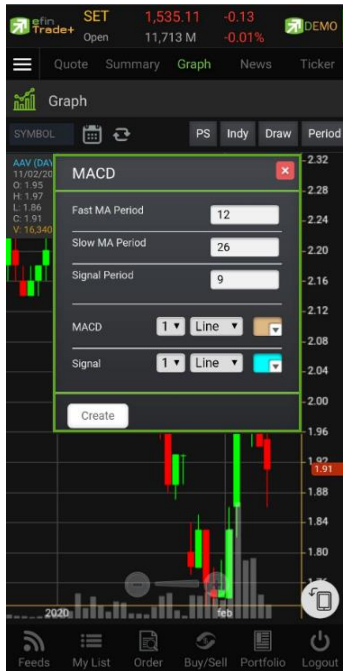 efin SET 1,535.11 -0.13
Trade+ Open 11,713 M -0.01% DEMO
Quote Summary Graph News Ticker
Graph
SYMBOL PS Indy Draw Period
AAV (DAY
11/02/20
O: 1.95
H: 1.97
L: 1.86
C: 1.91
V: 16,340
MACD
Fast MA Period 12
Slow MA Period 26
Signal Period 9
MACD 1 Line
Signal 1 Line
Create
2.32
2.28
2.24
2.20
2.16
2.12
2.08
2.04
2.00
1.96
1.92
1.91
1.88
1.84
1.80
2020 feb
Feeds My List Order Buy/Sell Portfolio Logout